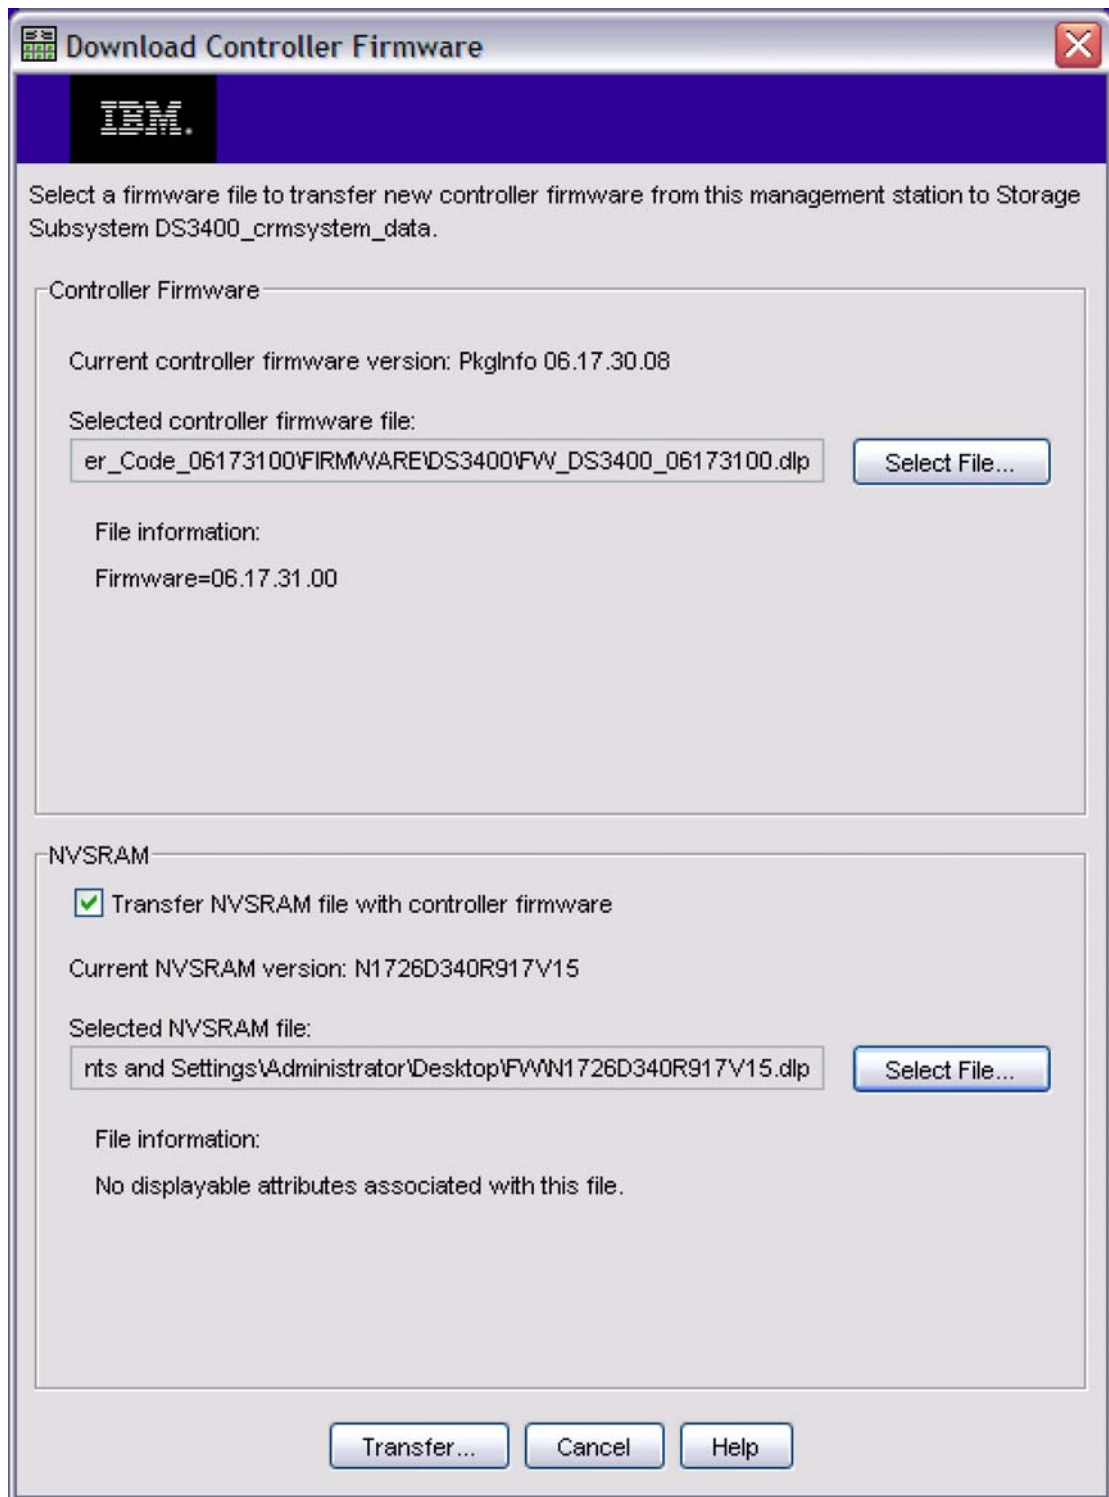 Download Controller Firmware
IBM.
Select a firmware file to transfer new controller firmware from this management station to Storage
Subsystem DS3400_crmsystem_data.
Controller Firmware
Current controller firmware version: PkgInfo 06.17.30.08
Selected controller firmware file:
er_Code_06173100\FIRMWARE\DS3400\FW_DS3400_06173100.dlp
Select File...
File information:
Firmware=06.17.31.00
NVSRAM
Transfer NVSRAM file with controller firmware
Current NVSRAM version: N1726D340R917V15
Selected NVSRAM file:
nts and Settings\Administrator\Desktop\FW\N1726D340R917V15.dlp
Select File...
File information:
No displayable attributes associated with this file.
Transfer...
Cancel
Help